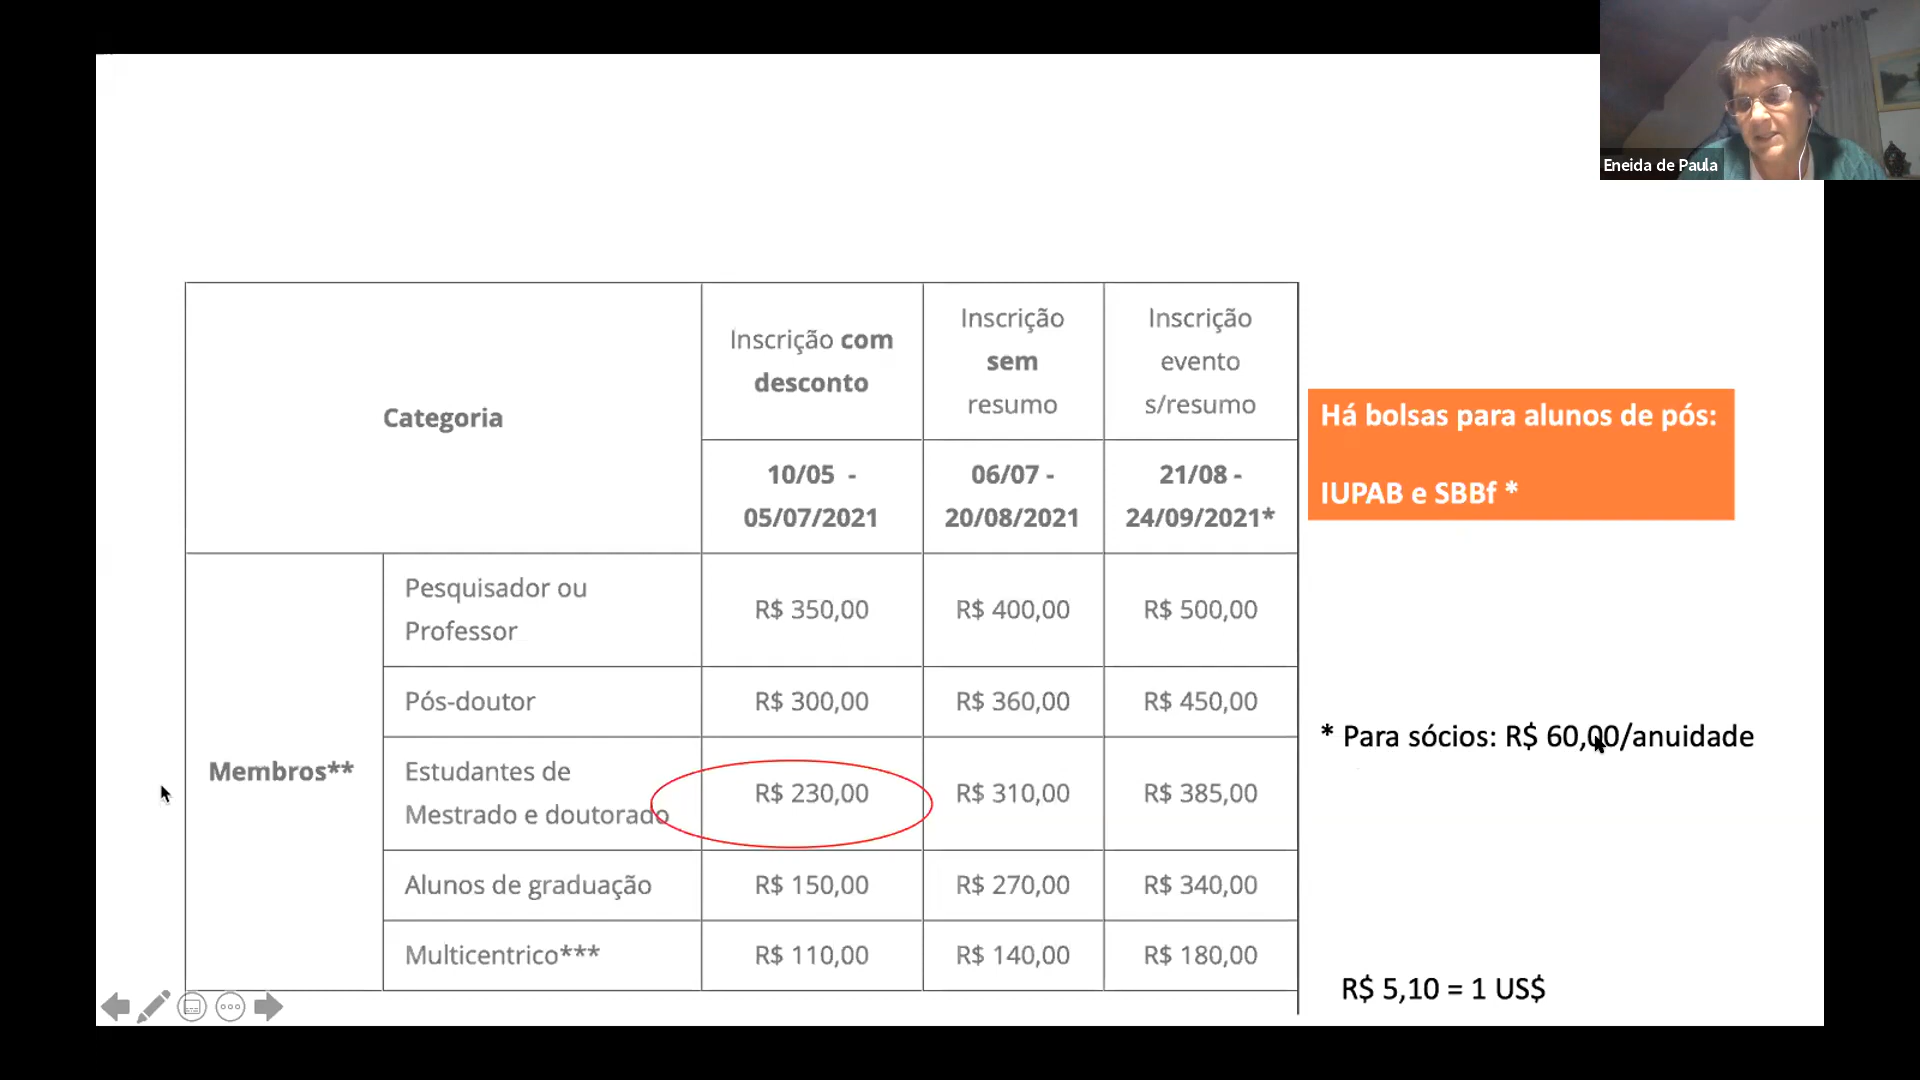 Eneida de Paula
Categoria
Inscrição com
desconto
Inscrição
sem
resumo
Inscrição
evento
s/resumo
10/05 -
05/07/2021
06/07 -
20/08/2021
21/08 -
24/09/2021*
Membros**
Pesquisador ou
Professor
R$ 350,00
R$ 400,00
R$ 500,00
Pós-doutor
R$ 300,00
R$ 360,00
R$ 450,00
Estudantes de
Mestrado e doutorado
R$ 230,00
R$ 310,00
R$ 385,00
Alunos de graduação
R$ 150,00
R$ 270,00
R$ 340,00
Multicentrico***
R$ 110,00
R$ 140,00
R$ 180,00
Há bolsas para alunos de pós:
IUPAB e SBBf *
* Para sócios: R$ 60,00/anuidade
R$ 5,10 = 1 US$